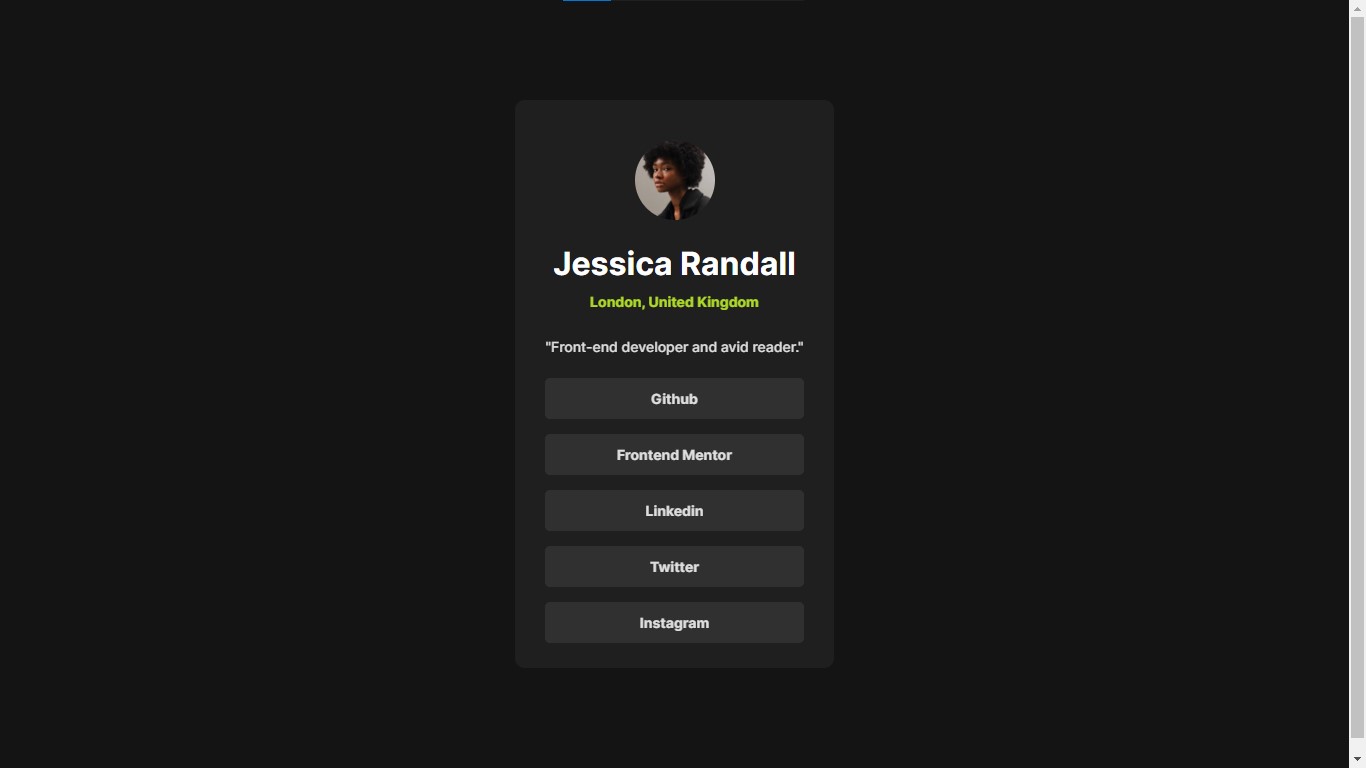 Jessica Randall
London, United Kingdom
"Front-end developer and avid reader."
Github
Frontend Mentor
Linkedin
Twitter
Instagram